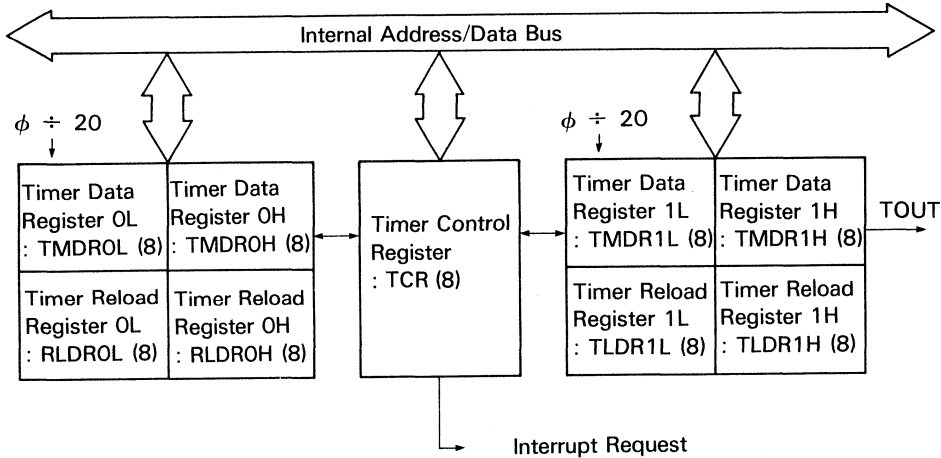 Internal Address/Data Bus
ϕ ÷ 20
ϕ ÷ 20
Timer Data
Register 0L
: TMDR0L (8)
Timer Data
Register 0H
: TMDR0H (8)
Timer Reload
Register 0L
: RLDR0L (8)
Timer Reload
Register 0H
: RLDR0H (8)
Timer Control
Register
: TCR (8)
Timer Data
Register 1L
: TMDR1L (8)
Timer Data
Register 1H
: TMDR1H (8)
Timer Reload
Register 1L
: TLDR1L (8)
Timer Reload
Register 1H
: TLDR1H (8)
TOUT
Interrupt Request